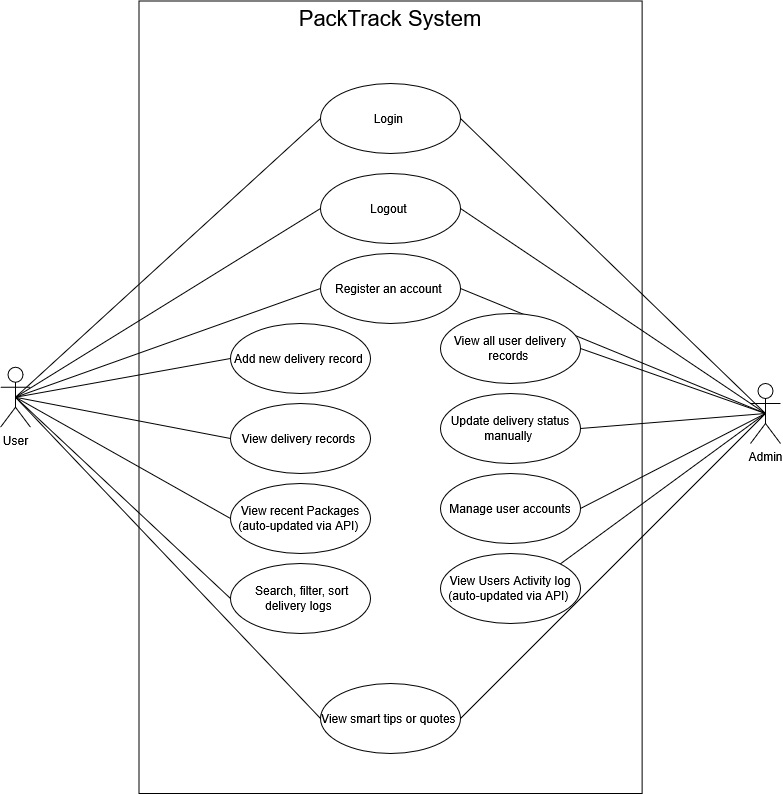 PackTrack System
Login
Logout
Register an account
Add new delivery record
View all user delivery
records
View delivery records
Update delivery status
manually
User
Admin
View recent Packages
(auto-updated via API)
Manage user accounts
Search, filter, sort
delivery logs
View Users Activity log
(auto-updated via API)
View smart tips or quotes